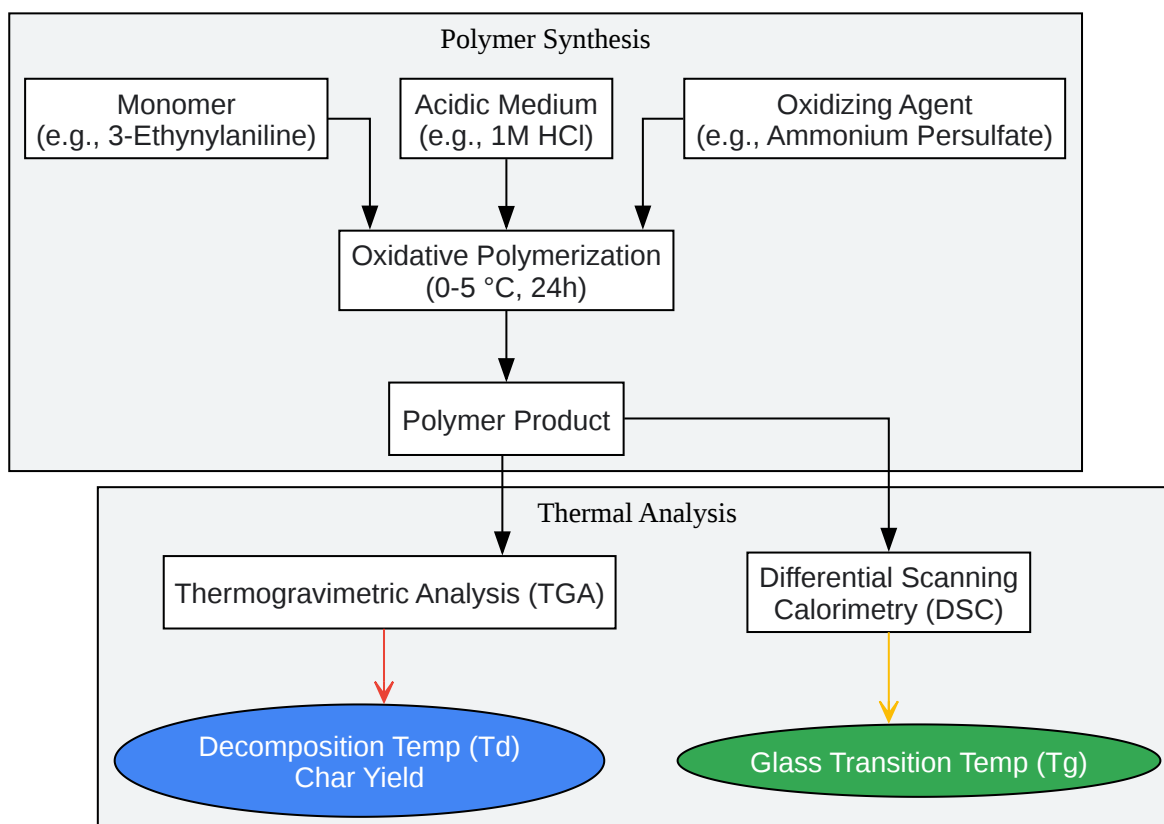 Polymer Synthesis
Monomer
(e.g., 3-Ethynylaniline)
Acidic Medium
(e.g., 1M HCl)
Oxidizing Agent
(e.g., Ammonium Persulfate)
Oxidative Polymerization
(0-5 °C, 24h)
Polymer Product
Thermal Analysis
Thermogravimetric Analysis (TGA)
Differential Scanning
Calorimetry (DSC)
Decomposition Temp (Td)
Char Yield
Glass Transition Temp (Tg)